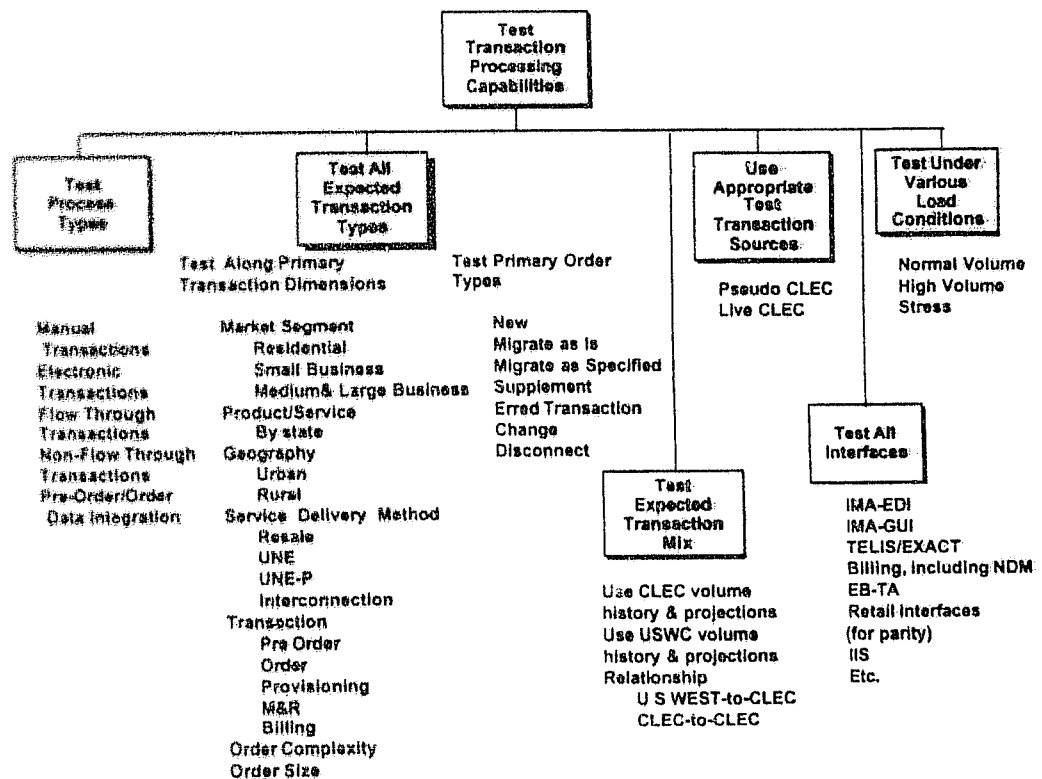 Test
Transaction
Processing
Capabilities
Test
Process
Types
Manual
Transactions
Electronic
Transactions
Flow Through
Transactions
Non-Flow Through
Transactions
Pre-Order/Order
Data Integration
Test All
Expected
Transaction
Types
Test Along Primary
Transaction Dimensions
Market Segment
Residential
Small Business
Medium& Large Business
Product/Service
By state
Geography
Urban
Rural
Service Delivery Method
Resale
UNE
UNE-P
Interconnection
Transaction
Pre Order
Order
Provisioning
M&R
Billing
Order Complexity
Order Size
Test Primary Order
Types
New
Migrate as Is
Migrate as Specified
Supplement
Erred Transaction
Change
Disconnect
Test
Expected
Transaction
Mix
Use CLEC volume
history & projections
Use USWC volume
history & projections
Relationship
U S WEST-to-CLEC
CLEC-to-CLEC
Use
Appropriate
Test
Transaction
Sources
Pseudo CLEC
Live CLEC
Test All
Interfaces
IMA-EDI
IMA-GUI
TELIS/EXACT
Billing, including NDM
EB-TA
Retail Interfaces
(for parity)
IIS
Etc.
Test Under
Various
Load
Conditions
Normal Volume
High Volume
Stress